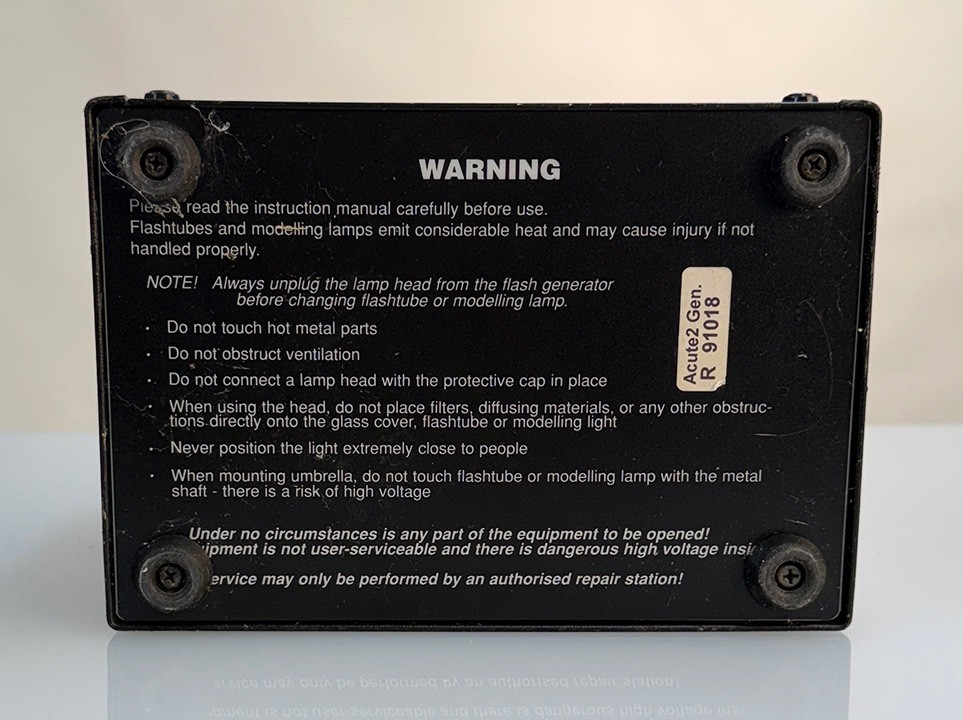 WARNING
Please read the instruction manual carefully before use.
Flashtubes and modelling lamps emit considerable heat and may cause injury if not
handled properly.
NOTE! Always unplug the lamp head from the flash generator
before changing flashtube or modelling lamp.
· Do not touch hot metal parts
· Do not obstruct ventilation
· Do not connect a lamp head with the protective cap in place
· When using the head, do not place filters, diffusing materials, or any other obstruc-
tions directly onto the glass cover, flashtube or modelling light
· Never position the light extremely close to people
· When mounting umbrella, do not touch flashtube or modelling lamp with the metal
shaft - there is a risk of high voltage
Acute2 Gen.
R 91018
Under no circumstances is any part of the equipment to be opened!
uipment is not user-serviceable and there is dangerous high voltage insi
ervice may only be performed by an authorised repair station!